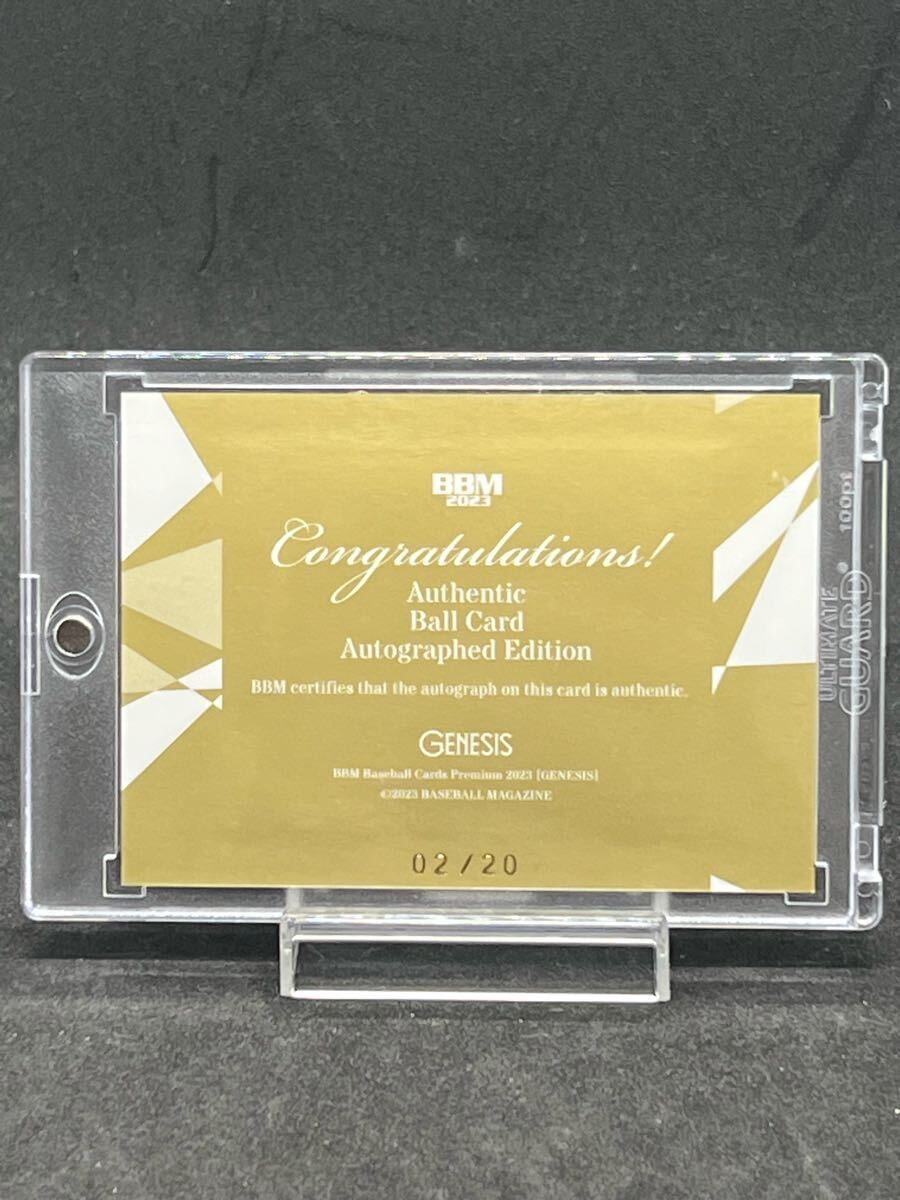 BBM
2023
Congratulations!
Authentic
Ball Card
Autographed Edition
BBM certifies that the autograph on this card is authentic.
GENESIS
BBM Baseball Cards Premium 2023 [GENESIS]
©2023 BASEBALL MAGAZINE
02/20
ULTIMATE
GUARD
100pt